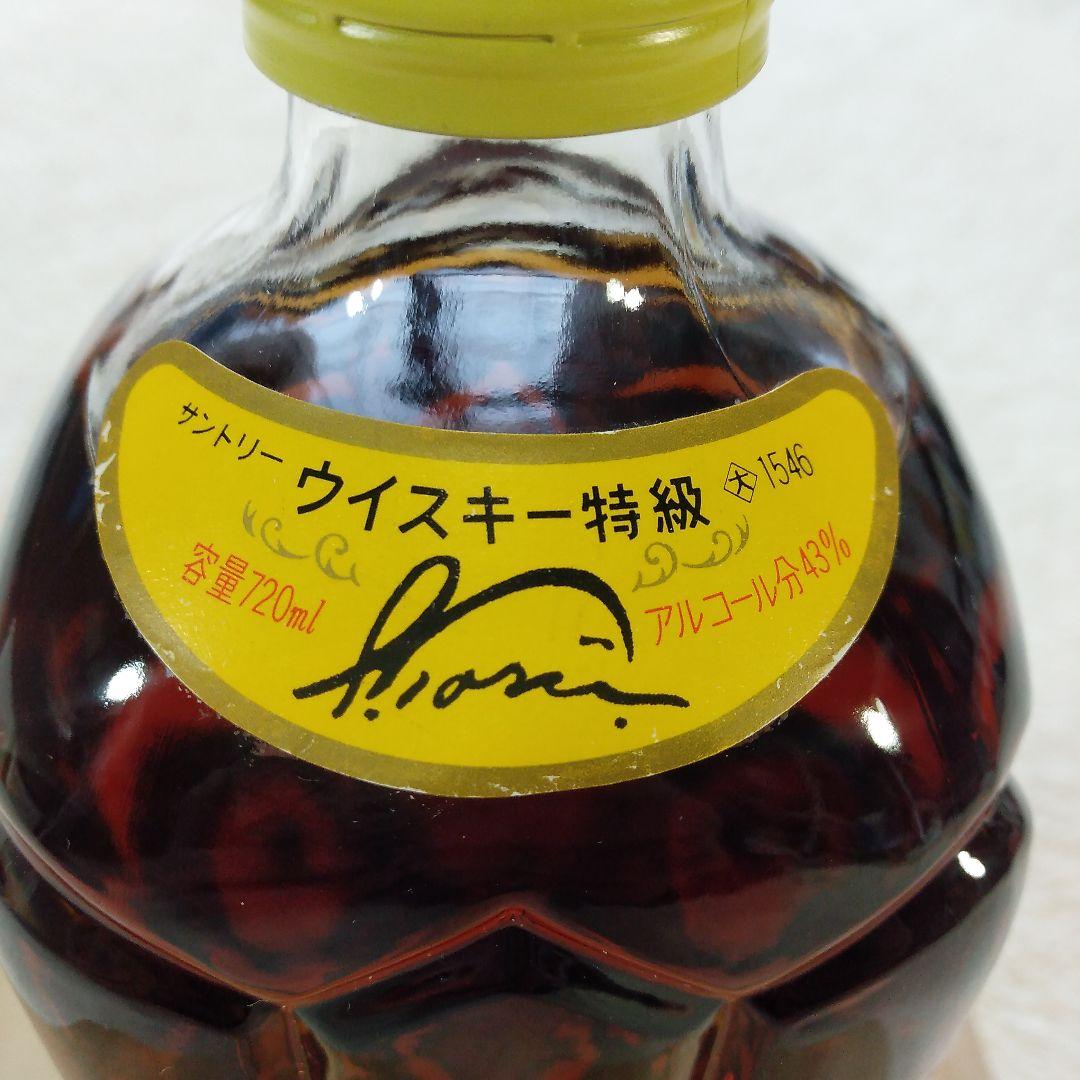 サントリー
ウイスキー特級
大 1546
容量720ml
アルコール分43%